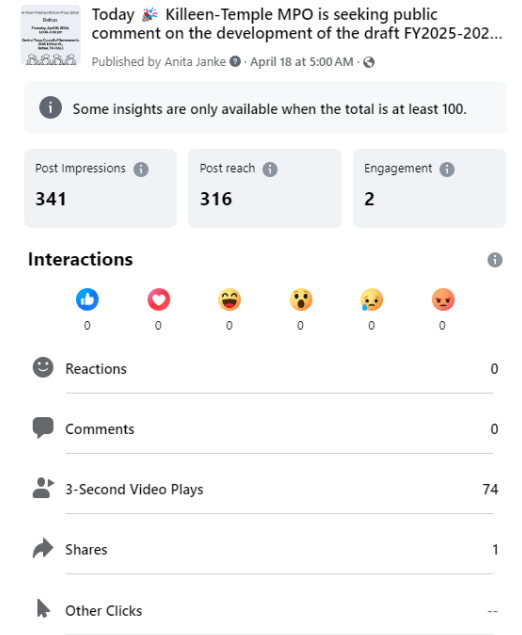 Today 🎉 Killeen-Temple MPO is seeking public
comment on the development of the draft FY2025-202...
Published by Anita Janke · April 18 at 5:00 AM ·
Some insights are only available when the total is at least 100.
Post Impressions
341
Post reach
316
Engagement
2
Interactions
0 0 0 0 0 0
Reactions 0
Comments 0
3-Second Video Plays 74
Shares 1
Other Clicks --